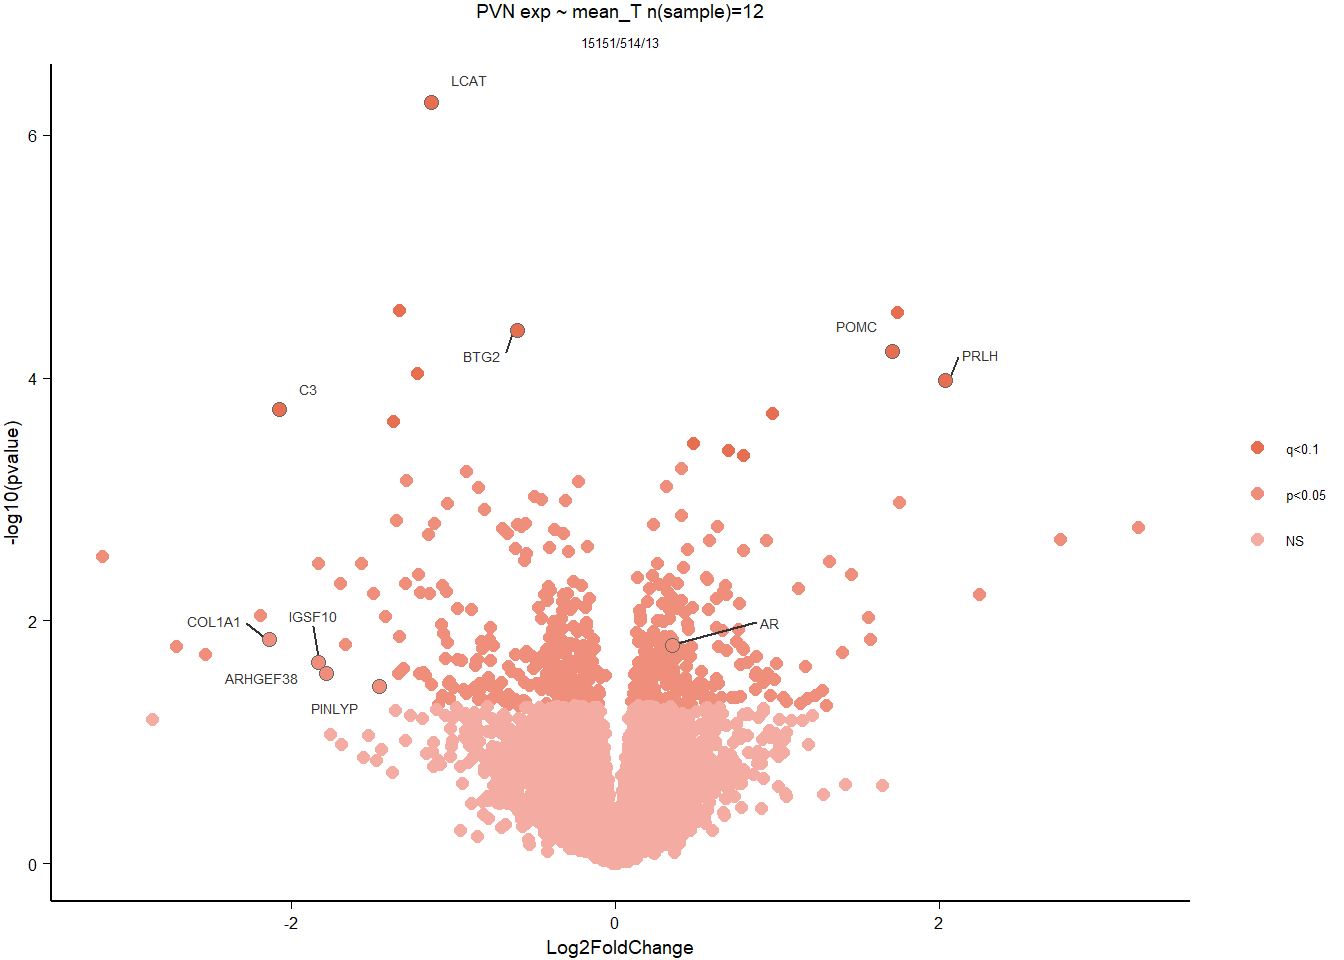 PVN exp ~ mean_T n(sample)=12
15151/514/13
LCAT
6
POMC
BTG2
PRLH
4
C3
-log10(pvalue)
q<0.1
p<0.05
NS
IGSF10
COL1A1
2
AR
ARHGEF38
PINLYP
0
-2
0
2
Log2FoldChange